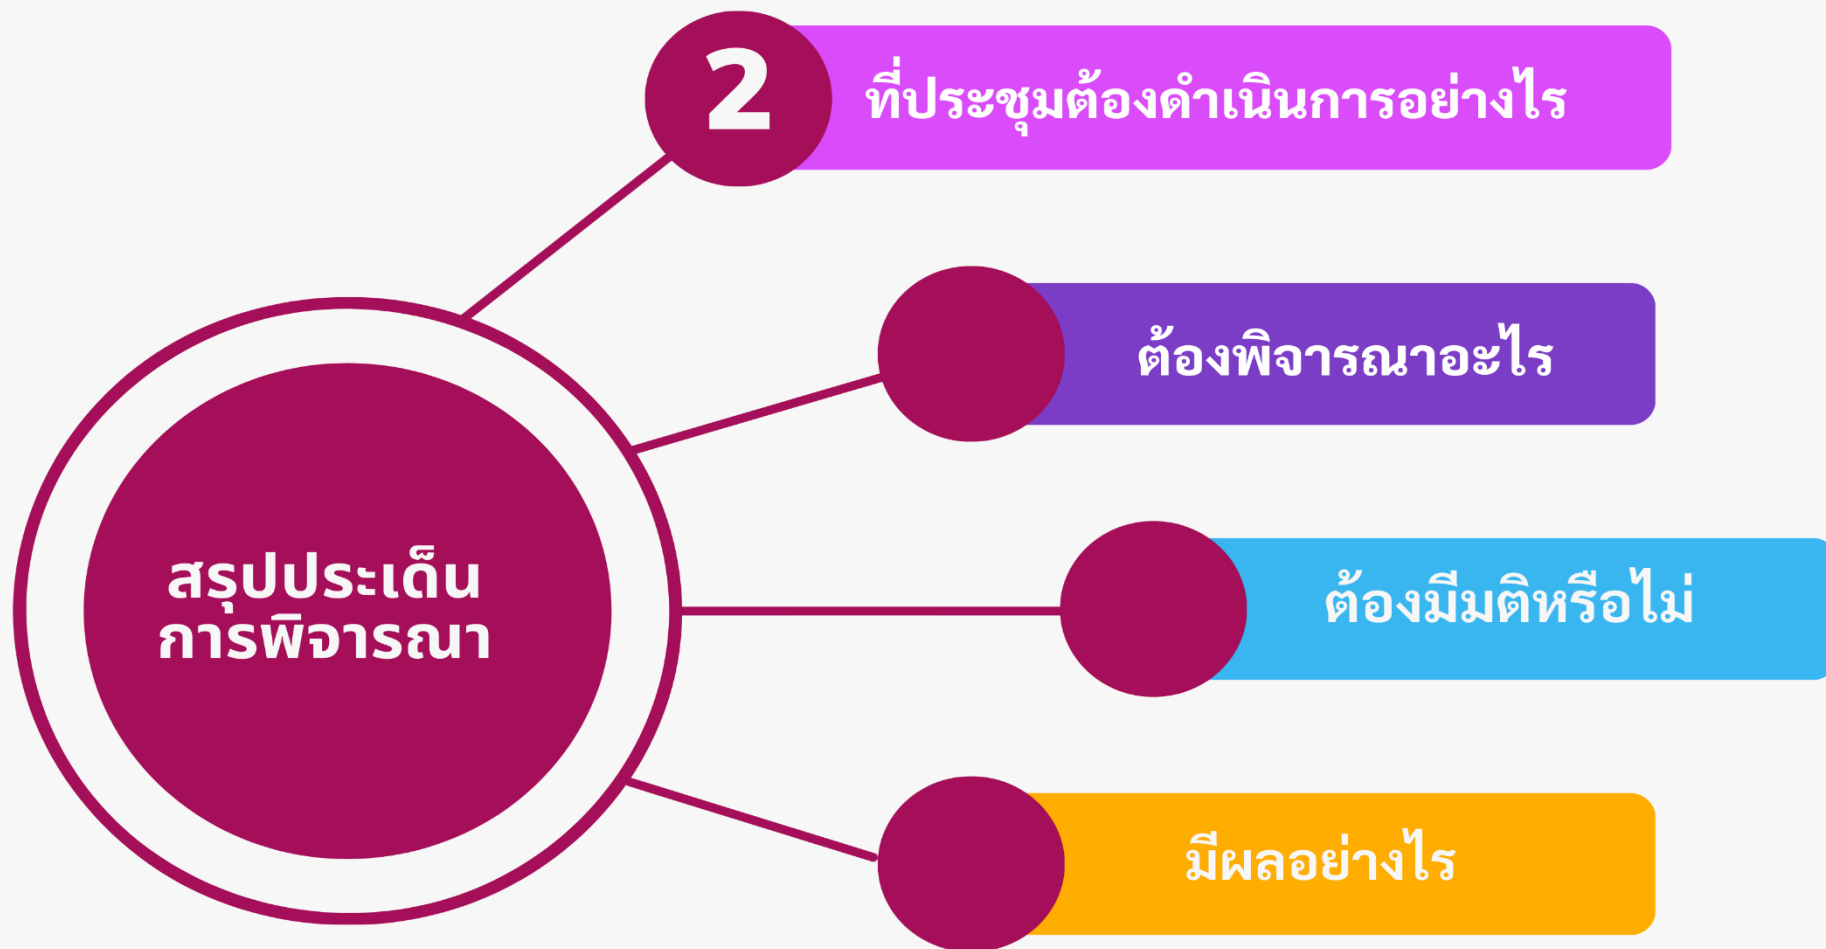 2
ที่ประชุมต้องดำเนินการอย่างไร
ต้องพิจารณาอะไร
สรุปประเด็น
การพิจารณา
ต้องมีมติหรือไม่
มีผลอย่างไร